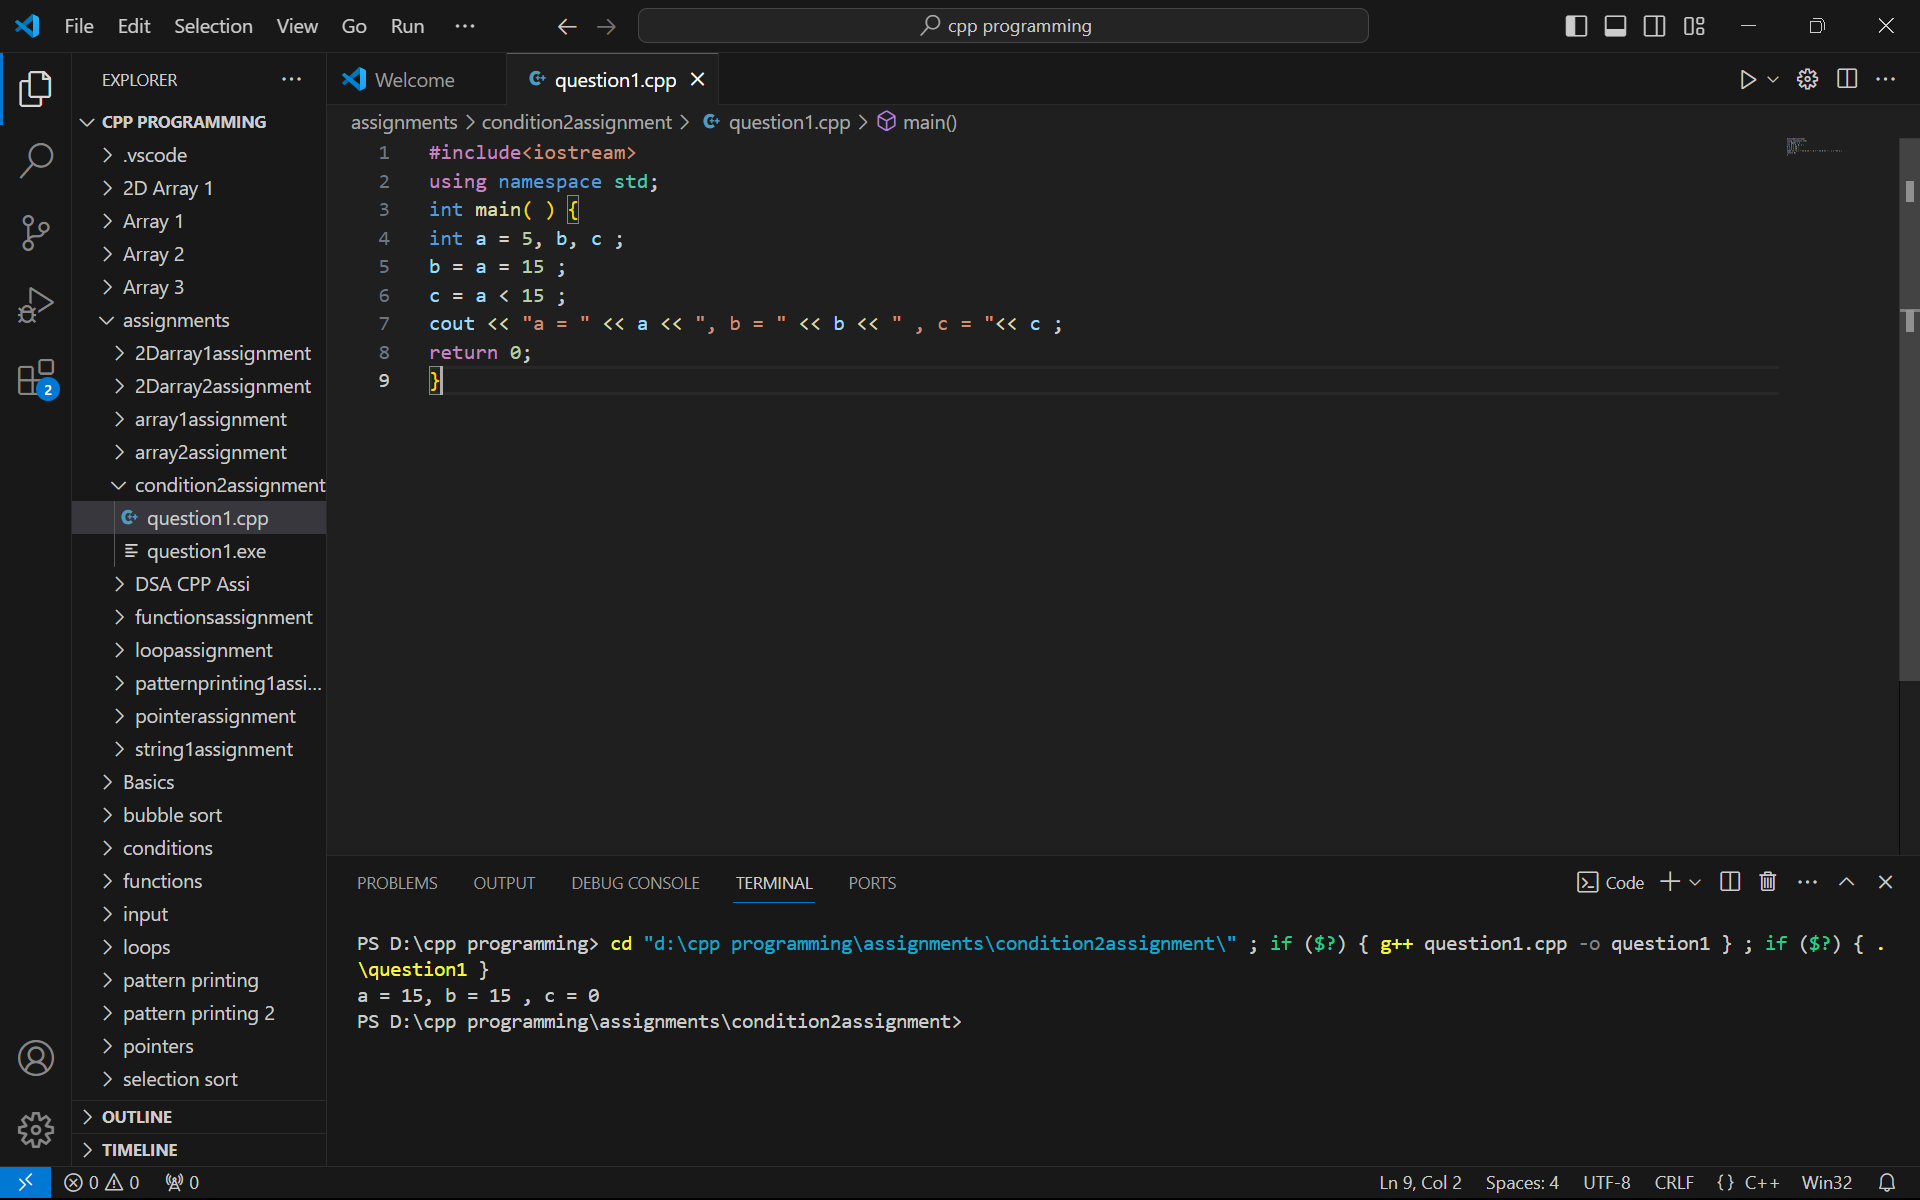 File Edit Selection View Go Run ···
cpp programming
EXPLORER ···
CPP PROGRAMMING
.vscode
2D Array 1
Array 1
Array 2
Array 3
assignments
2Darray1assignment
2Darray2assignment
array1assignment
array2assignment
condition2assignment
question1.cpp
question1.exe
DSA CPP Assi
functionsassignment
loopassignment
patternprinting1assi...
pointerassignment
string1assignment
Basics
bubble sort
conditions
functions
input
loops
pattern printing
pattern printing 2
pointers
selection sort
OUTLINE
TIMELINE
2
Welcome question1.cpp
assignments > condition2assignment > question1.cpp > main()
1 #include<iostream>
2 using namespace std;
3 int main( ) {
4 int a = 5, b, c ;
5 b = a = 15 ;
6 c = a < 15 ;
7 cout << "a = " << a << ", b = " << b << " , c = "<< c ;
8 return 0;
9 }
PROBLEMS OUTPUT DEBUG CONSOLE TERMINAL PORTS
Code
PS D:\cpp programming> cd "d:\cpp programming\assignments\condition2assignment\" ; if ($?) { g++ question1.cpp -o question1 } ; if ($?) { .
\question1 }
a = 15, b = 15 , c = 0
PS D:\cpp programming\assignments\condition2assignment>
0 0 0
Ln 9, Col 2 Spaces: 4 UTF-8 CRLF {} C++ Win32